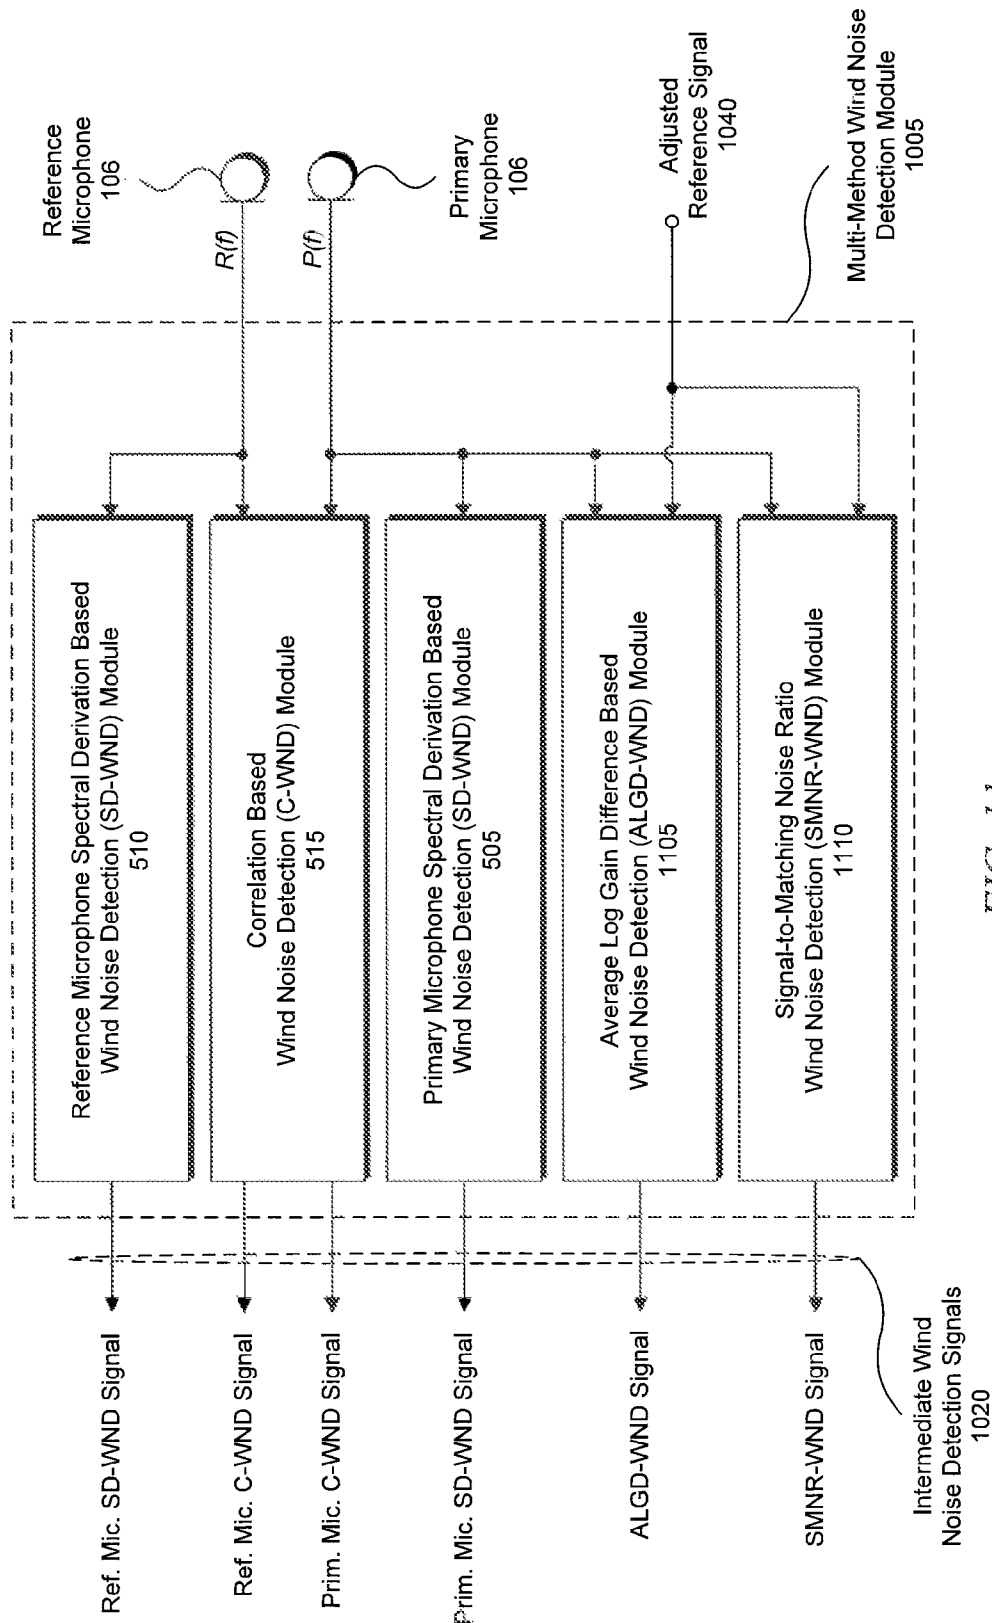 Reference
Microphone
106
R(f)
P(f)
Primary
Microphone
106
Adjusted
Reference Signal
1040
Multi-Method Wind Noise
Detection Module
1005
Reference Microphone Spectral Derivation Based
Wind Noise Detection (SD-WND) Module
510
Correlation Based
Wind Noise Detection (C-WND) Module
515
Primary Microphone Spectral Derivation Based
Wind Noise Detection (SD-WND) Module
505
Average Log Gain Difference Based
Wind Noise Detection (ALGD-WND) Module
1105
Signal-to-Matching Noise Ratio
Wind Noise Detection (SMNR-WND) Module
1110
Ref. Mic. SD-WND Signal
Ref. Mic. C-WND Signal
Prim. Mic. C-WND Signal
Prim. Mic. SD-WND Signal
ALGD-WND Signal
SMNR-WND Signal
Intermediate Wind
Noise Detection Signals
1020